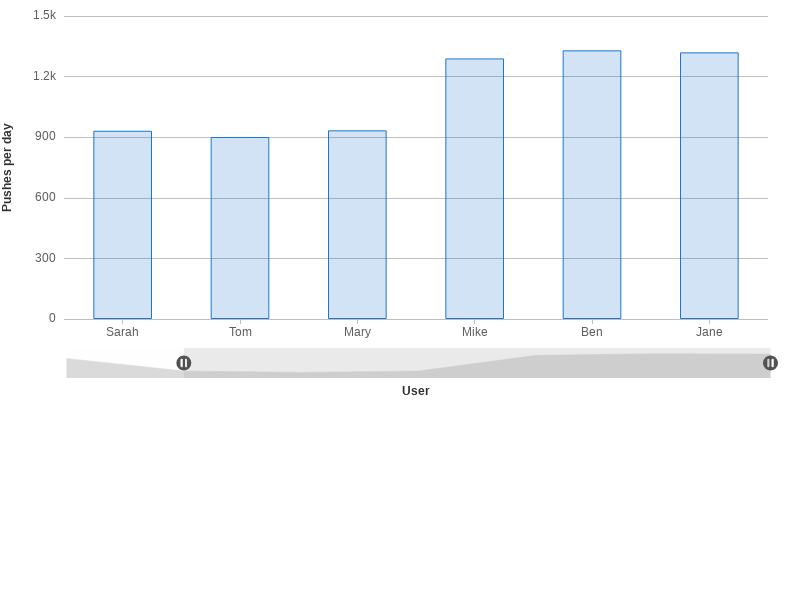 1.5k
1.2k
900
600
300
0
Pushes per day
Sarah Tom Mary Mike Ben Jane
User